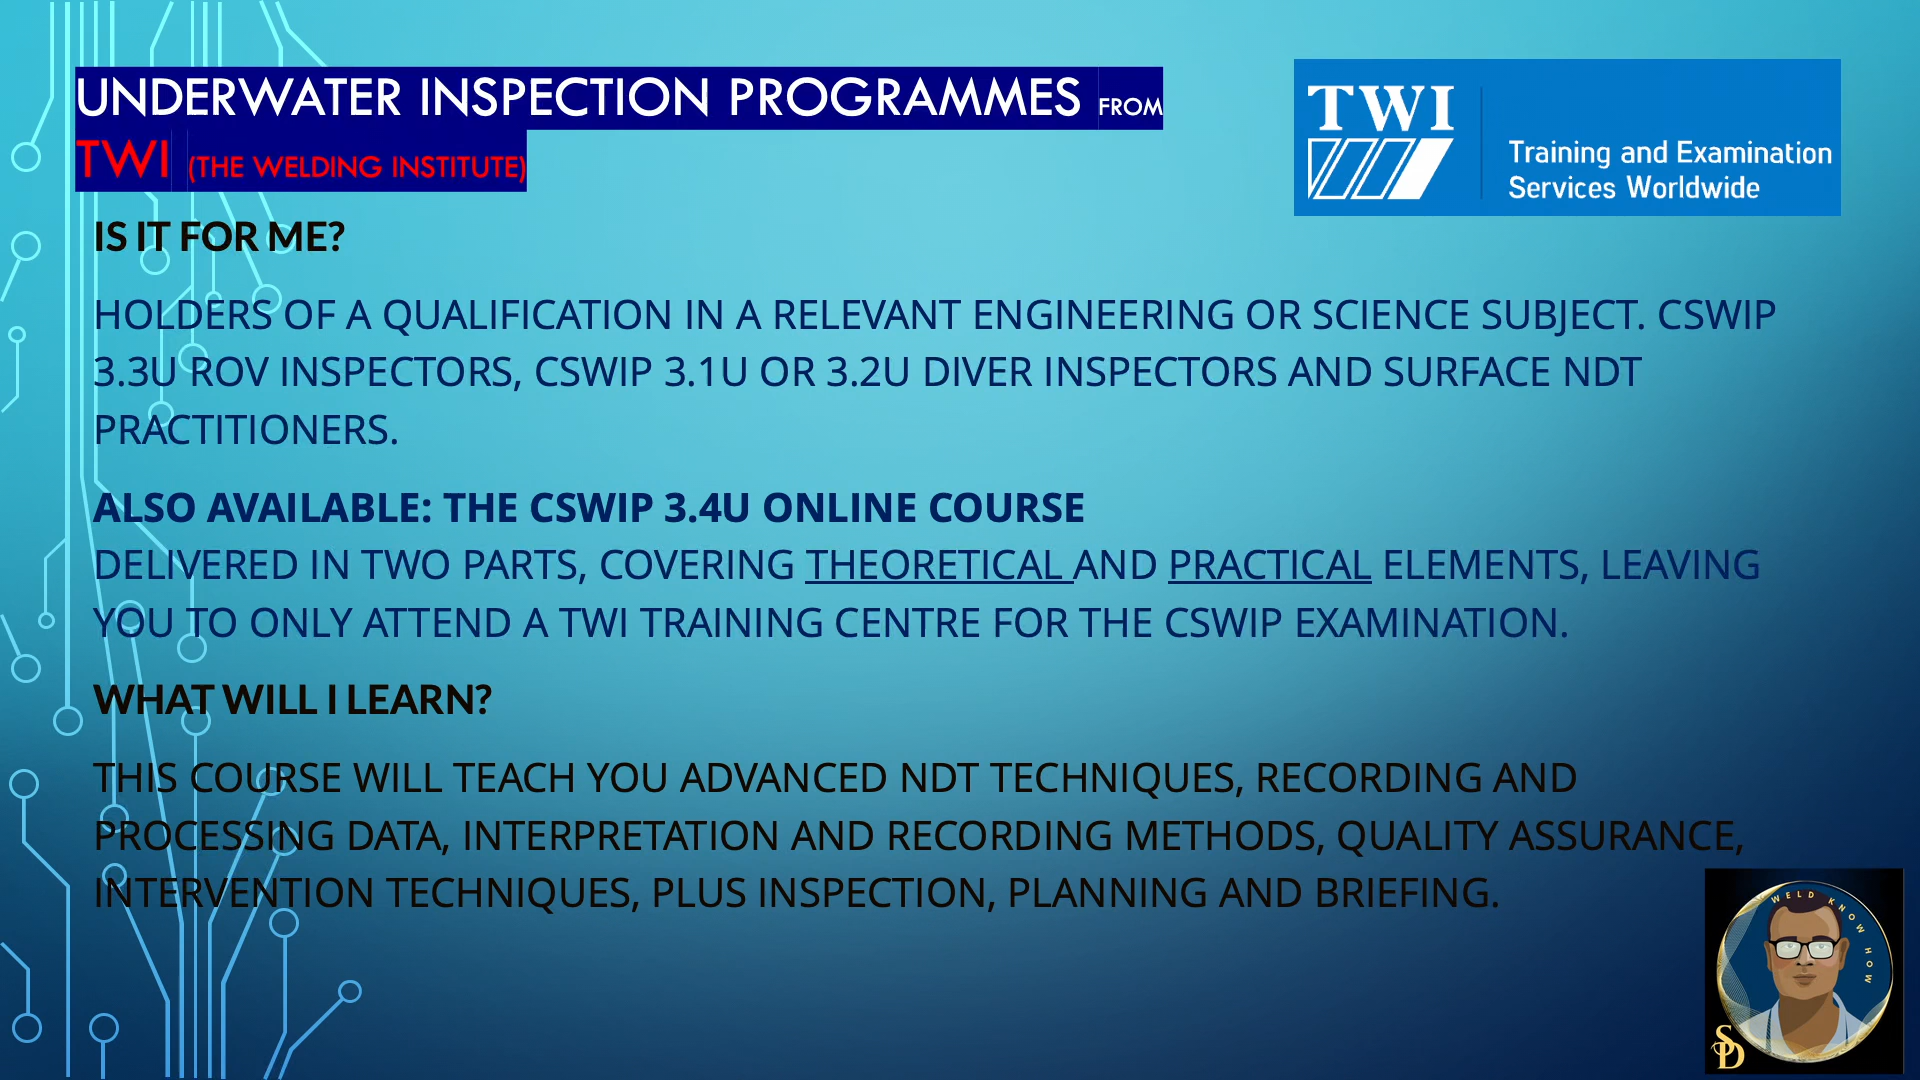 UNDERWATER INSPECTION PROGRAMMES FROM
TWI (THE WELDING INSTITUTE)
TWI
Training and Examination
Services Worldwide
IS IT FOR ME?
HOLDERS OF A QUALIFICATION IN A RELEVANT ENGINEERING OR SCIENCE SUBJECT. CSWIP
3.3U ROV INSPECTORS, CSWIP 3.1U OR 3.2U DIVER INSPECTORS AND SURFACE NDT
PRACTITIONERS.
ALSO AVAILABLE: THE CSWIP 3.4U ONLINE COURSE
DELIVERED IN TWO PARTS, COVERING THEORETICAL AND PRACTICAL ELEMENTS, LEAVING
YOU TO ONLY ATTEND A TWI TRAINING CENTRE FOR THE CSWIP EXAMINATION.
WHAT WILL I LEARN?
THIS COURSE WILL TEACH YOU ADVANCED NDT TECHNIQUES, RECORDING AND
PROCESSING DATA, INTERPRETATION AND RECORDING METHODS, QUALITY ASSURANCE,
INTERVENTION TECHNIQUES, PLUS INSPECTION, PLANNING AND BRIEFING.
WELD KNOW HOW
SD